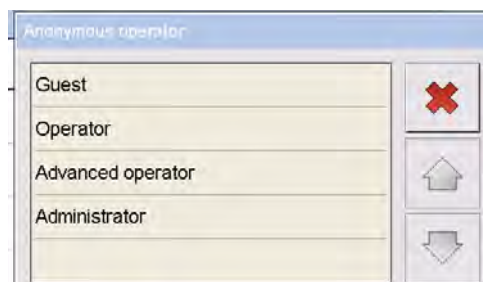 Anonymous operator
Guest
Operator
Advanced operator
Administrator